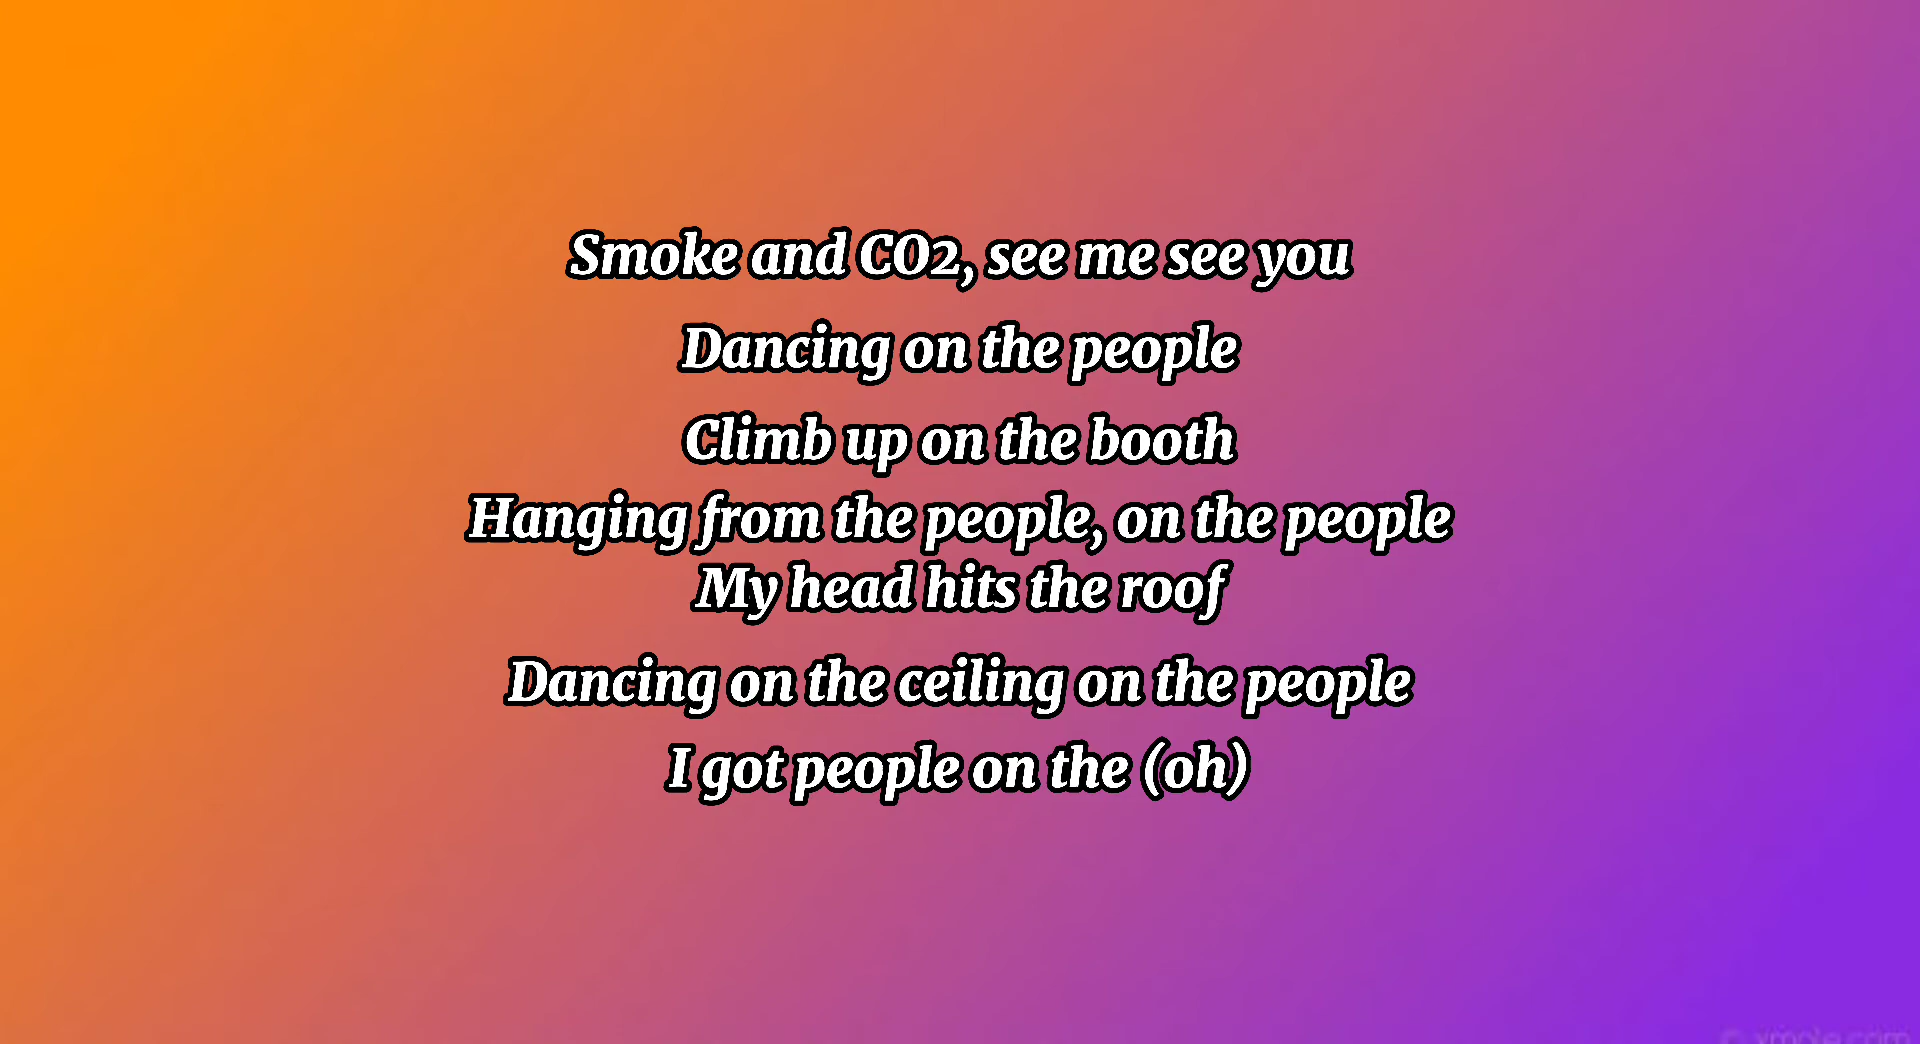 Smoke and CO2, see me see you
Dancing on the people
Climb up on the booth
Hanging from the people, on the people
My head hits the roof
Dancing on the ceiling on the people
I got people on the (oh)